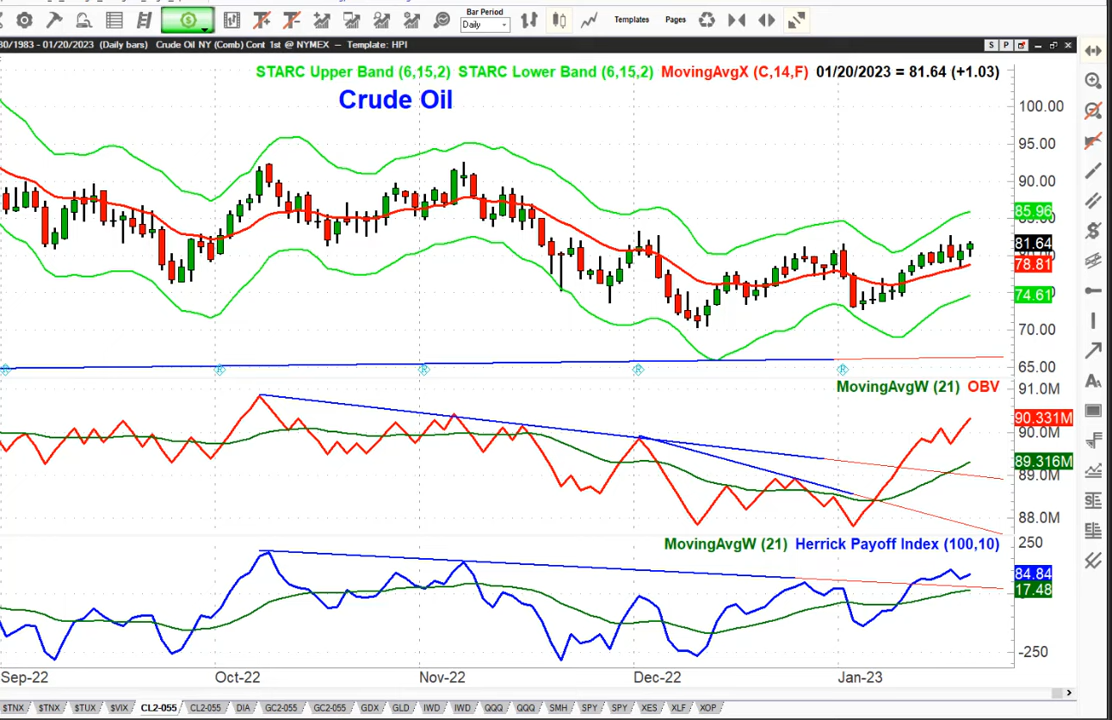 Bar Period
Daily
Templates
Pages
30/1983 - 01/20/2023 (Daily bars) Crude Oil NY (Comb) Cont 1st @ NYMEX - Template: HPI
S P
STARC Upper Band (6,15,2) STARC Lower Band (6,15,2) MovingAvgX (C,14,F) 01/20/2023 = 81.64 (+1.03)
Crude Oil
100.00
95.00
90.00
85.96
81.64
78.81
74.61
70.00
65.00
R R R R R
MovingAvgW (21) OBV
91.0M
90.331M
90.0M
89.316M
89.0M
88.0M
MovingAvgW (21) Herrick Payoff Index (100,10)
250
84.84
17.48
-250
Sep-22 Oct-22 Nov-22 Dec-22 Jan-23
$TNX $TNX $TUX $VIX CL2-055 CL2-055 DIA GC2-055 GC2-055 GDX GLD IWD IWD QQQ QQQ SMH SPY SPY XES XLF XOP